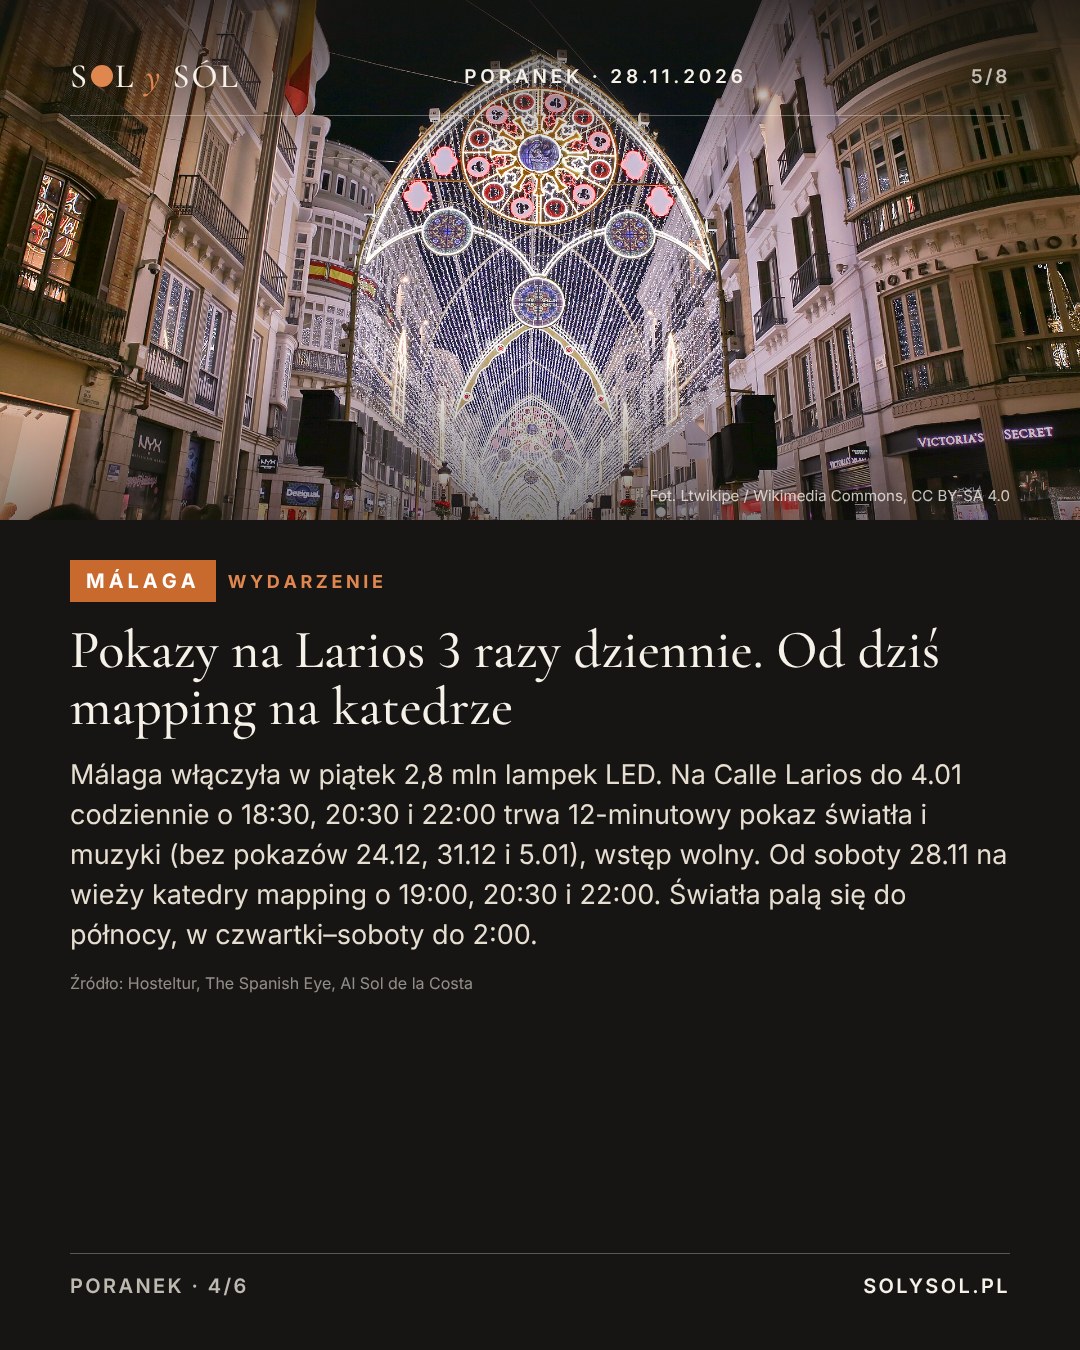 SOL y SÓL
PORANEK · 28.11.2026
5/8
HOTEL LARIOS
NYX
Desigual
VICTORIA'S SECRET
Fot. Ltwikipe / Wikimedia Commons, CC BY-SA 4.0
MÁLAGA WYDARZENIE
Pokazy na Larios 3 razy dziennie. Od dziś
mapping na katedrze
Málaga włączyła w piątek 2,8 mln lampek LED. Na Calle Larios do 4.01
codziennie o 18:30, 20:30 i 22:00 trwa 12-minutowy pokaz światła i
muzyki (bez pokazów 24.12, 31.12 i 5.01), wstęp wolny. Od soboty 28.11 na
wieży katedry mapping o 19:00, 20:30 i 22:00. Światła palą się do
północy, w czwartki–soboty do 2:00.
Źródło: Hosteltur, The Spanish Eye, Al Sol de la Costa
PORANEK · 4/6
SOLYSOL.PL